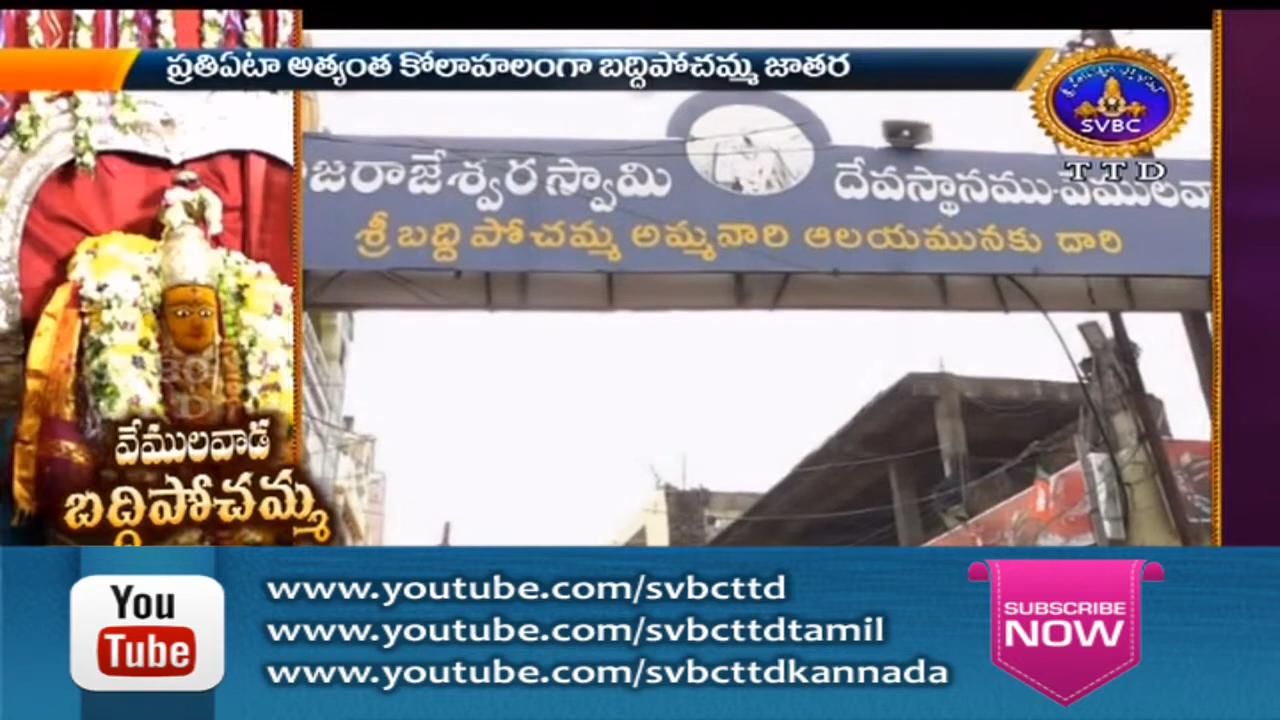 ప్రతిఏటా అత్యంత కోలాహలంగా బద్దిపోచమ్మ జాతర
SVBC
TTD
జరాజేశ్వర స్వామి దేవస్థానము-వేములవా
శ్రీ బద్ది పోచమ్మ అమ్మవారి ఆలయమునకు దారి
వేములవాడ
బద్దిపోచమ్మ
You
Tube
www.youtube.com/svbcttd
www.youtube.com/svbcttdtamil
www.youtube.com/svbcttdkannada
SUBSCRIBE
NOW